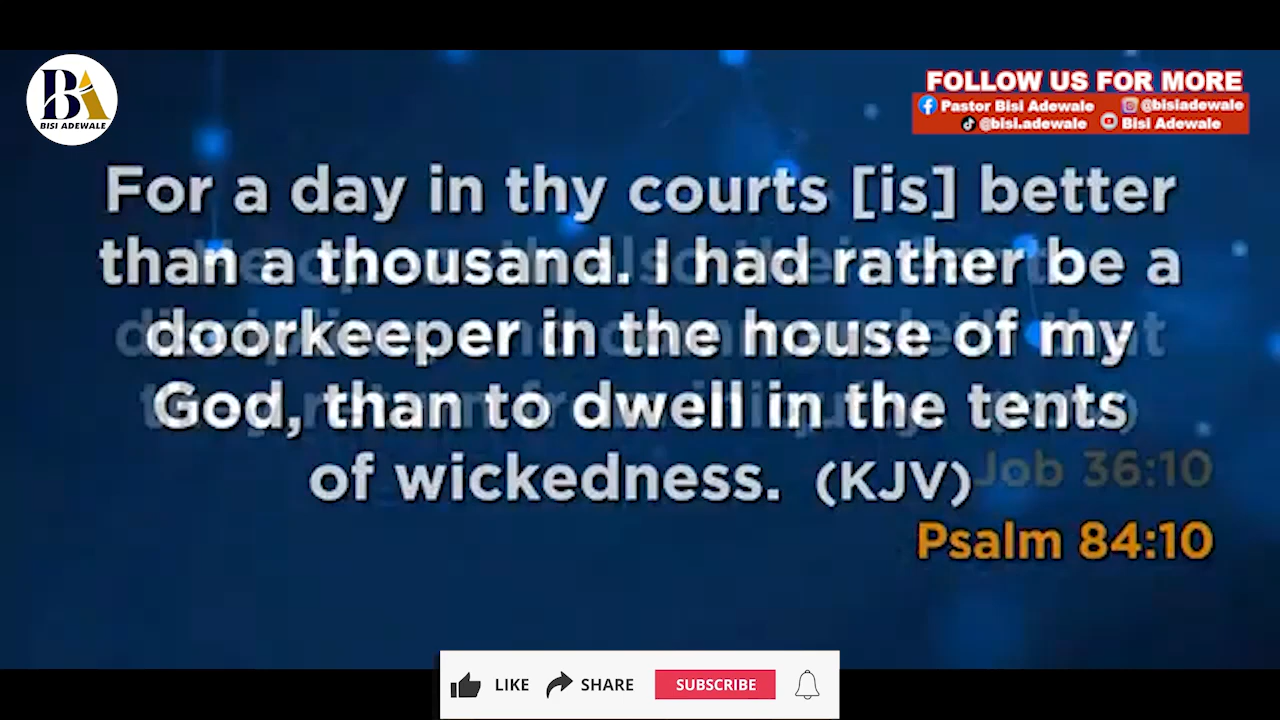 BA
BISI ADEWALE
FOLLOW US FOR MORE
Pastor Bisi Adewale @bisiadewale
@bisi.adewale Bisi Adewale
For a day in thy courts [is] better
than a thousand. I had rather be a
doorkeeper in the house of my
God, than to dwell in the tents
of wickedness. (KJV)
Job 36:10
Psalm 84:10
LIKE SHARE SUBSCRIBE